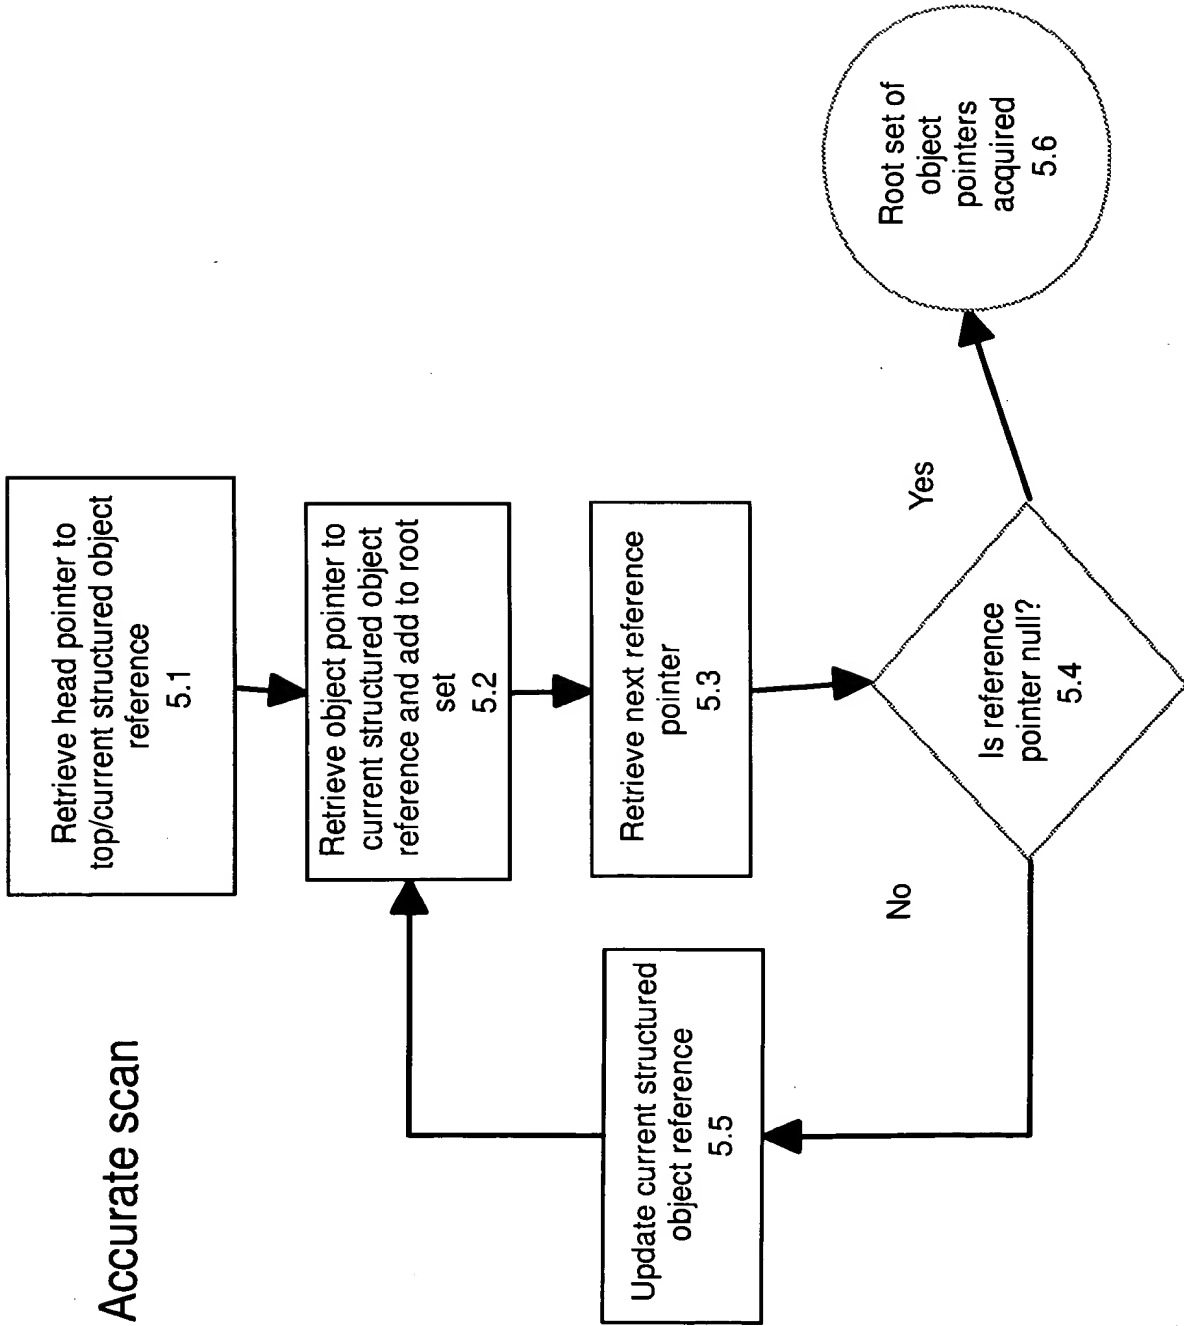 Accurate scan
Retrieve head pointer to
top/current structured object
reference
5.1
Retrieve object pointer to
current structured object
reference and add to root
set
5.2
Retrieve next reference
pointer
5.3
Is reference
pointer null?
5.4
No
Yes
Update current structured
object reference
5.5
Root set of
object
pointers
acquired
5.6